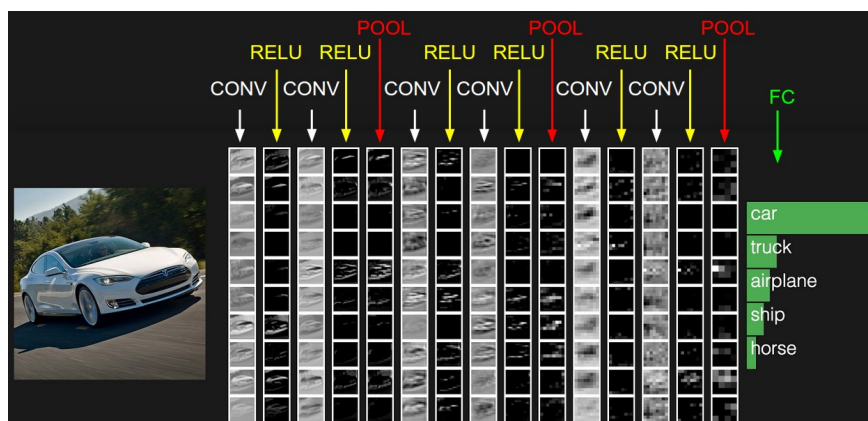 POOL POOL POOL
RELU RELU RELU RELU RELU RELU
CONV CONV CONV CONV CONV CONV
FC
car
truck
airplane
ship
horse